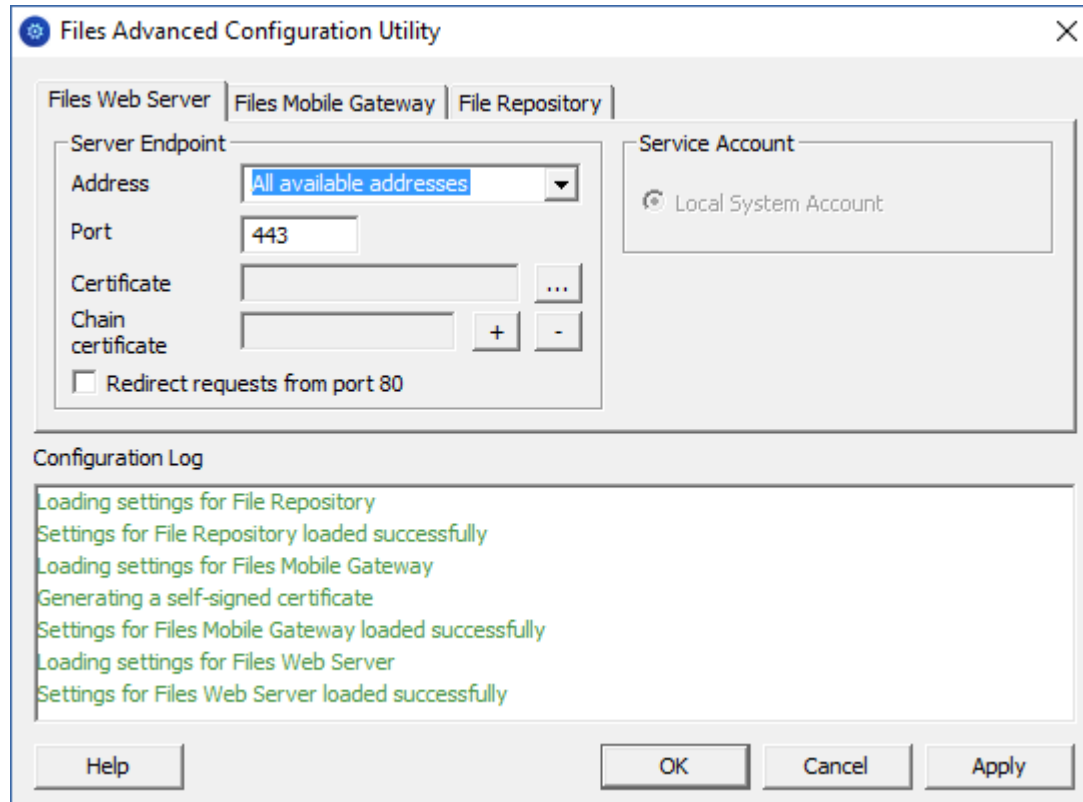 Files Advanced Configuration Utility
Files Web Server
Files Mobile Gateway
File Repository
Server Endpoint
Address
All available addresses
Port
443
Certificate
...
Chain
certificate
+
-
Redirect requests from port 80
Service Account
Local System Account
Configuration Log
Loading settings for File Repository
Settings for File Repository loaded successfully
Loading settings for Files Mobile Gateway
Generating a self-signed certificate
Settings for Files Mobile Gateway loaded successfully
Loading settings for Files Web Server
Settings for Files Web Server loaded successfully
Help
OK
Cancel
Apply